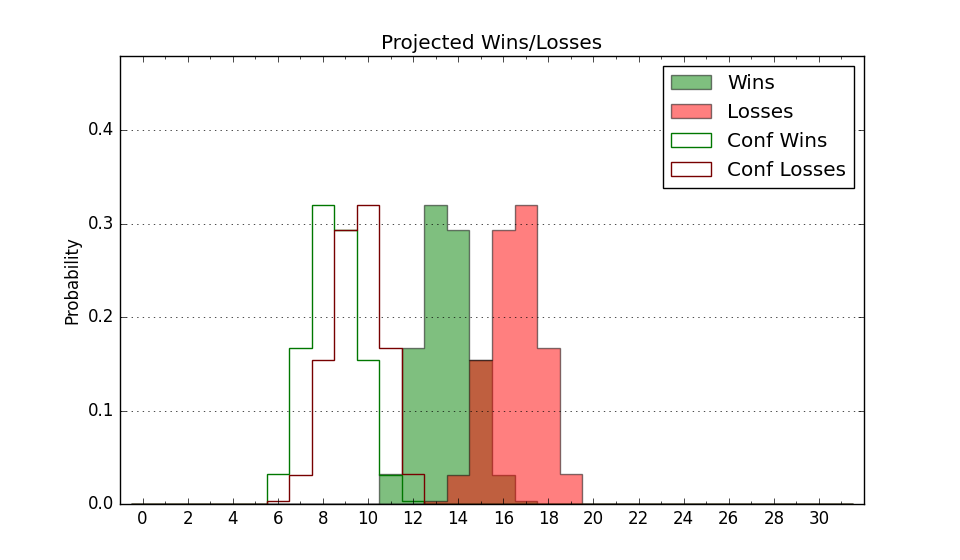 Projected Wins/Losses
Wins
Losses
Conf Wins
Conf Losses
Probability
0.4
0.3
0.2
0.1
0.0
0 2 4 6 8 10 12 14 16 18 20 22 24 26 28 30